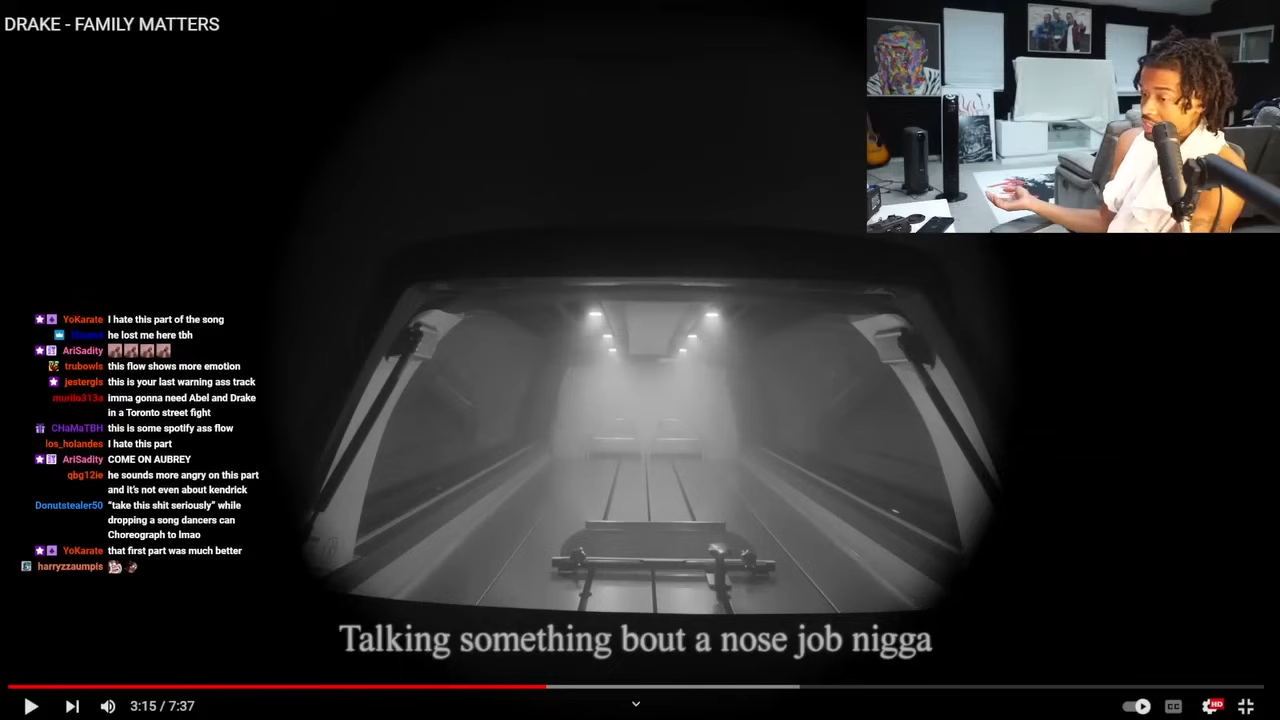 DRAKE - FAMILY MATTERS
YoKarate I hate this part of the song
he lost me here tbh
AriSadity
trubowls this flow shows more emotion
jestergls this is your last warning ass track
murilo313a imma gonna need Abel and Drake
in a Toronto street fight
CHaMaTBH this is some spotify ass flow
los_holandes I hate this part
AriSadity COME ON AUBREY
qbg12ie he sounds more angry on this part
and it's not even about kendrick
Donutstealer50 “take this shit seriously” while
dropping a song dancers can
Choreograph to lmao
YoKarate that first part was much better
harryzzaumpis
Talking something bout a nose job nigga
3:15 / 7:37
CC
HD